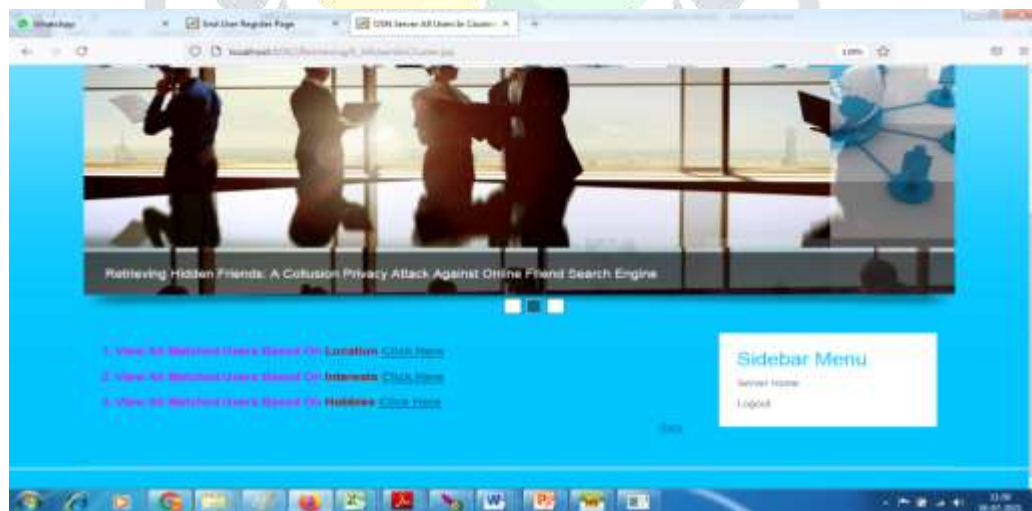 WhatsApp
End User Register Page
OSN Server All Users In Cluster
Retrieving Hidden Friends: A Collusion Privacy Attack Against Online Friend Search Engine
1. View All Matched Users Based On Location Click Here
2. View All Matched Users Based On Interests Click Here
3. View All Matched Users Based On Hobbies Click Here
Sidebar Menu
Server Home
Logout
Back